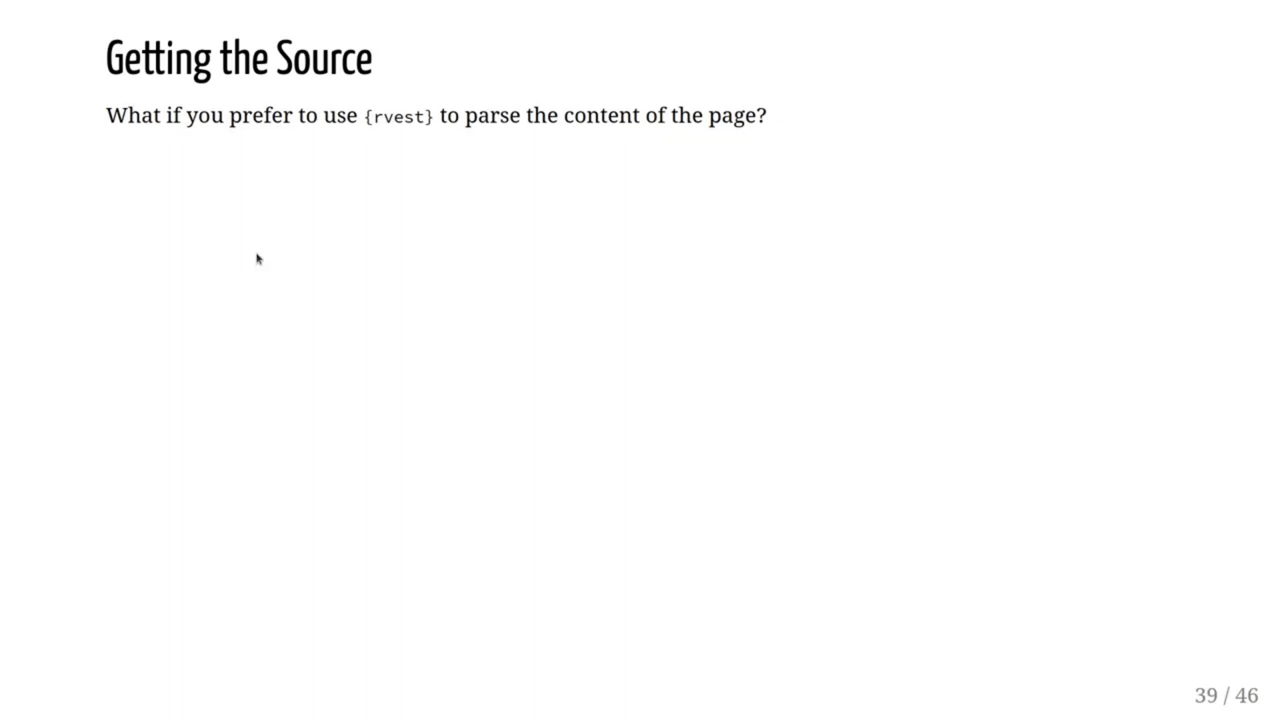 Getting the Source
What if you prefer to use {rvest} to parse the content of the page?
39 / 46